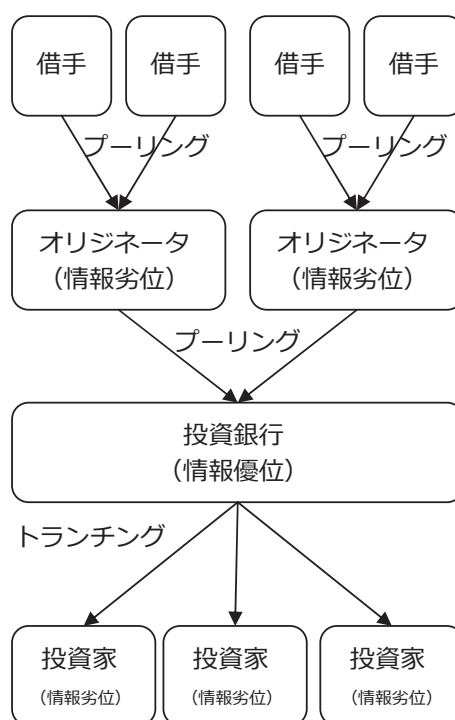 借手
借手
借手
借手
プーリング
プーリング
オリジネータ
（情報劣位）
オリジネータ
（情報劣位）
プーリング
投資銀行
（情報優位）
トランチング
投資家
（情報劣位）
投資家
（情報劣位）
投資家
（情報劣位）